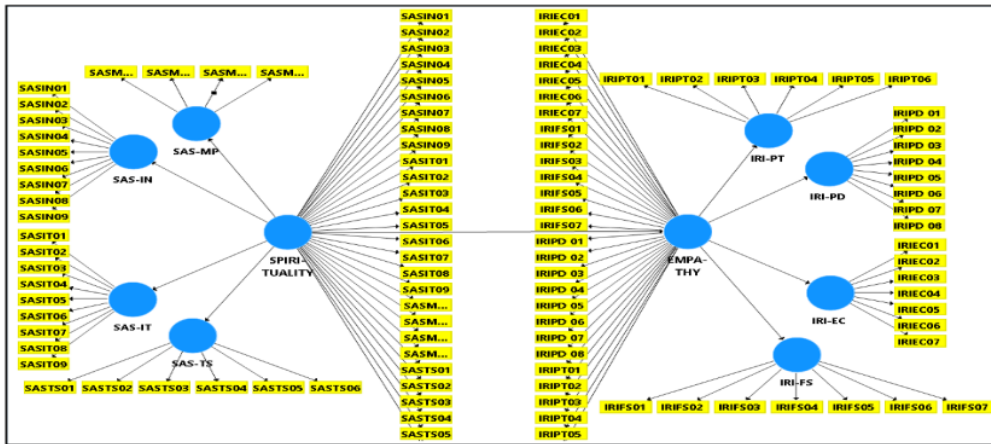 SASM... SASM... SASM... SASM...
SAS-MP
SASIN01
SASIN02
SASIN03
SASIN04
SASIN05
SASIN06
SASIN07
SASIN08
SASIN09
SAS-IN
SASIT01
SASIT02
SASIT03
SASIT04
SASIT05
SASIT06
SASIT07
SASIT08
SASIT09
SAS-IT
SAS-TS
SASTS01 SASTS02 SASTS03 SASTS04 SASTS05 SASTS06
SPIRI-
TUALITY
SASIN01
SASIN02
SASIN03
SASIN04
SASIN05
SASIN06
SASIN07
SASIN08
SASIN09
SASIT01
SASIT02
SASIT03
SASIT04
SASIT05
SASIT06
SASIT07
SASIT08
SASIT09
SASM...
SASM...
SASM...
SASM...
SASTS01
SASTS02
SASTS03
SASTS04
SASTS05
IRIEC01
IRIEC02
IRIEC03
IRIEC04
IRIEC05
IRIEC06
IRIEC07
IRIFS01
IRIFS02
IRIFS03
IRIFS04
IRIFS05
IRIFS06
IRIFS07
IRIPD 01
IRIPD 02
IRIPD 03
IRIPD 04
IRIPD 05
IRIPD 06
IRIPD 07
IRIPD 08
IRIPT01
IRIPT02
IRIPT03
IRIPT04
IRIPT05
EMPA-
THY
IRIPT01 IRIPT02 IRIPT03 IRIPT04 IRIPT05 IRIPT06
IRI-PT
IRIPD 01
IRIPD 02
IRIPD 03
IRIPD 04
IRIPD 05
IRIPD 06
IRIPD 07
IRIPD 08
IRI-PD
IRIEC01
IRIEC02
IRIEC03
IRIEC04
IRIEC05
IRIEC06
IRIEC07
IRI-EC
IRI-FS
IRIFS01 IRIFS02 IRIFS03 IRIFS04 IRIFS05 IRIFS06 IRIFS07